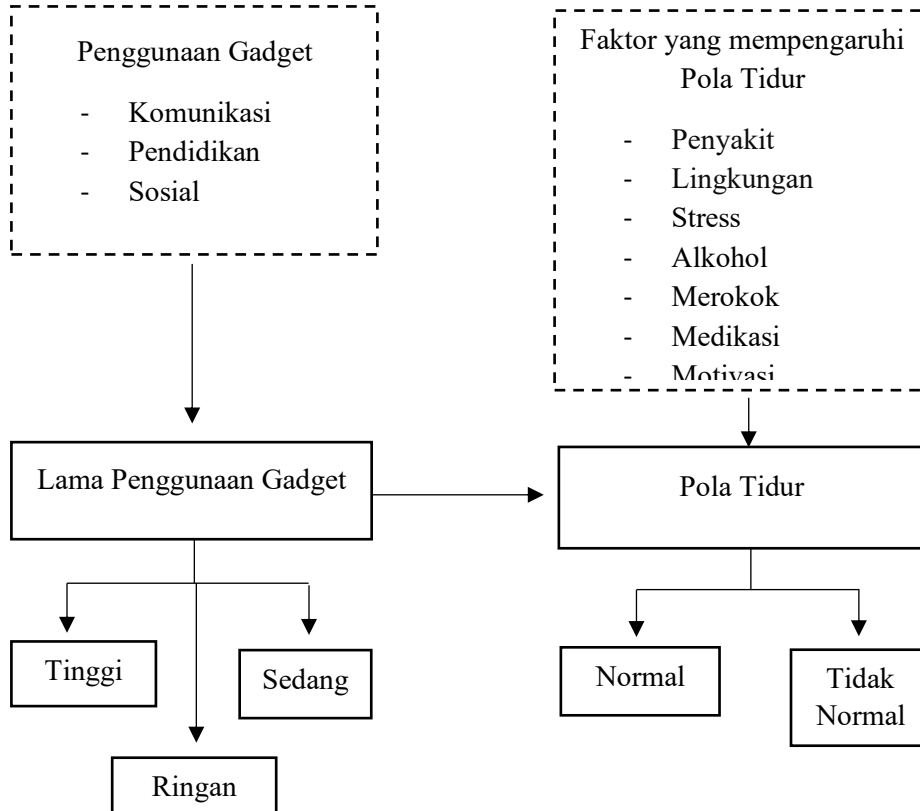 Penggunaan Gadget
- Komunikasi
- Pendidikan
- Sosial
Faktor yang mempengaruhi
Pola Tidur
- Penyakit
- Lingkungan
- Stress
- Alkohol
- Merokok
- Medikasi
- Motivasi
Lama Penggunaan Gadget
Pola Tidur
Tinggi
Sedang
Ringan
Normal
Tidak
Normal